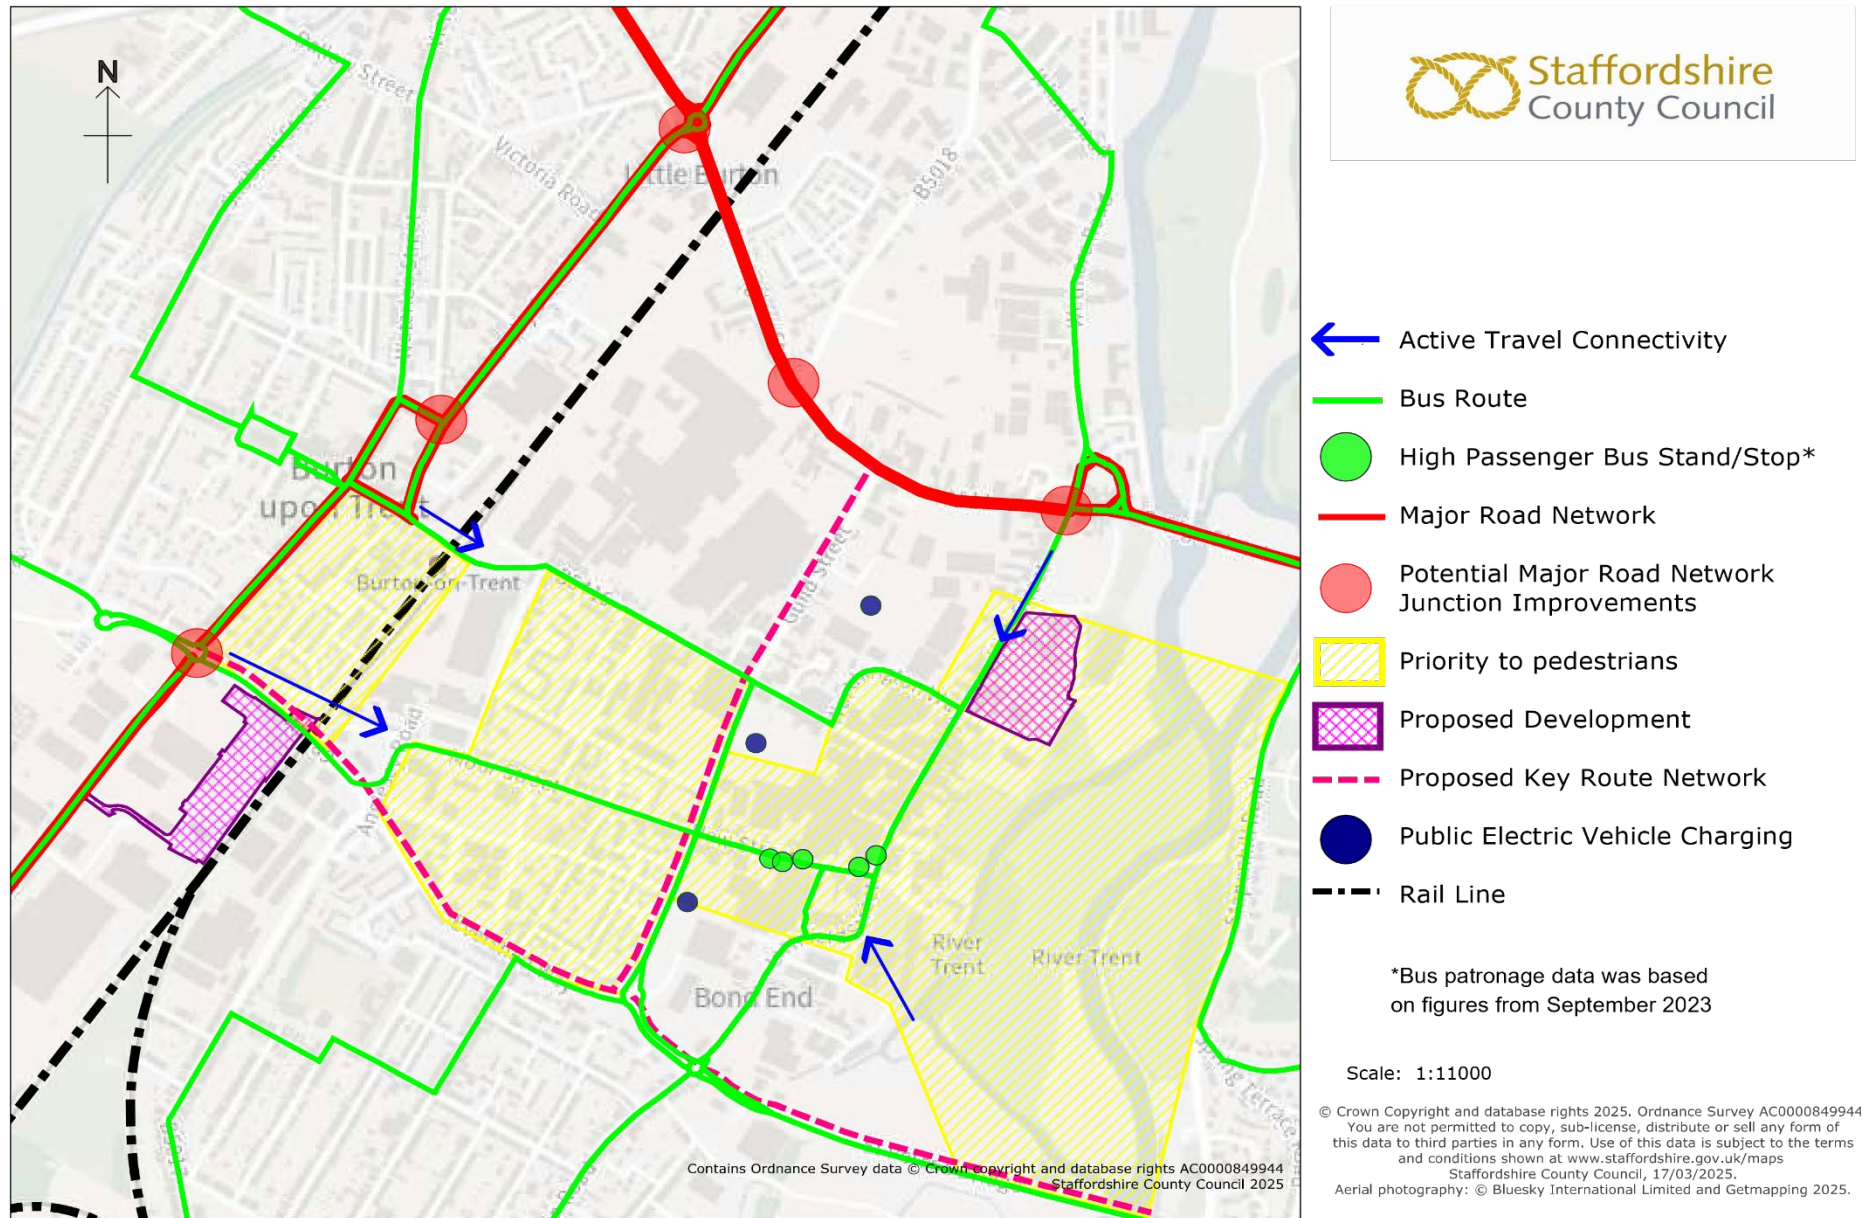 N
Victoria Road
Little Burton
B5018
Burton
upon Trent
Burton-on-Trent
Guild Street
River
Trent
River Trent
Bond End
Contains Ordnance Survey data © Crown copyright and database rights AC0000849944
Staffordshire County Council 2025
Staffordshire
County Council
Active Travel Connectivity
Bus Route
High Passenger Bus Stand/Stop*
Major Road Network
Potential Major Road Network
Junction Improvements
Priority to pedestrians
Proposed Development
Proposed Key Route Network
Public Electric Vehicle Charging
Rail Line
*Bus patronage data was based
on figures from September 2023
Scale: 1:11000
© Crown Copyright and database rights 2025. Ordnance Survey AC0000849944
You are not permitted to copy, sub-license, distribute or sell any form of
this data to third parties in any form. Use of this data is subject to the terms
and conditions shown at www.staffordshire.gov.uk/maps
Staffordshire County Council, 17/03/2025.
Aerial photography: © Bluesky International Limited and Getmapping 2025.